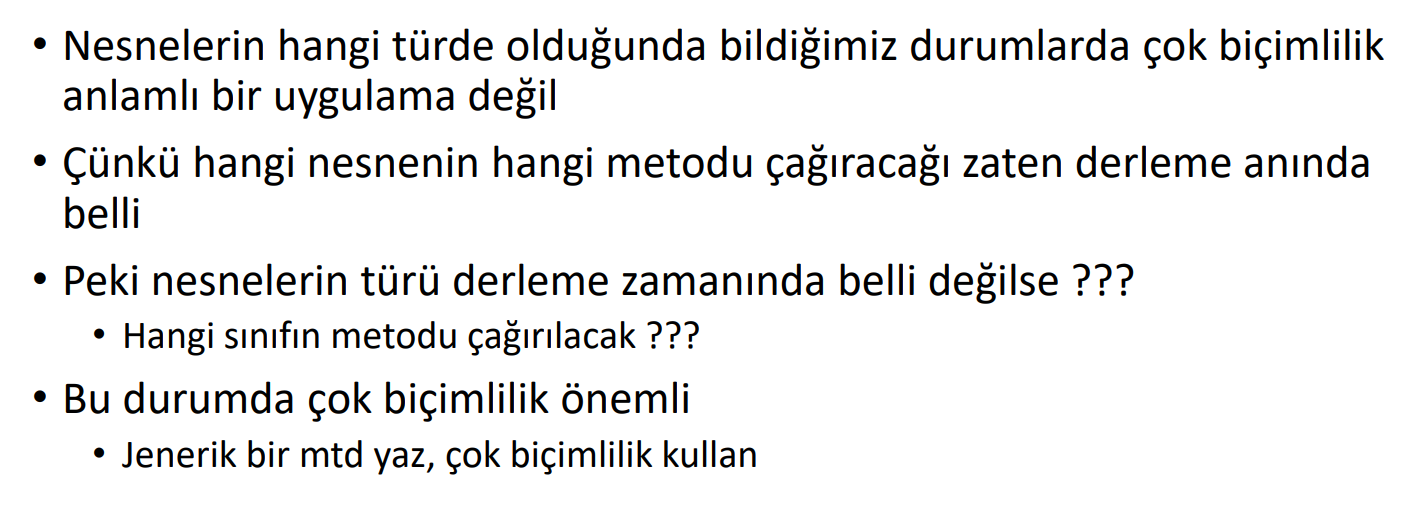 • Nesnelerin hangi türde olduğunda bildiğimiz durumlarda çok biçimlilik
anlamlı bir uygulama değil
• Çünkü hangi nesnenin hangi metodu çağıracağı zaten derleme anında
belli
• Peki nesnelerin türü derleme zamanında belli değilse ???
• Hangi sınıfın metodu çağırılacak ???
• Bu durumda çok biçimlilik önemli
• Jenerik bir mtd yaz, çok biçimlilik kullan